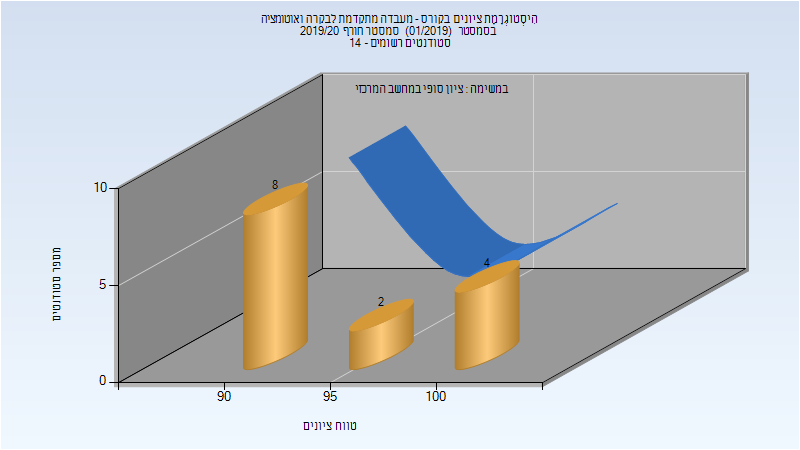 היסטוגרמת ציונים בקורס - מעבדה מתקדמת לבקרה ואוטומציה
בסמסטר (01/2019) סמסטר חורף 2019/20
סטודנטים רשומים - 14
במשימה : ציון סופי במחשב המרכזי
8
10
4
2
5
0
90
95
100
מספר סטודנטים
טווח ציונים